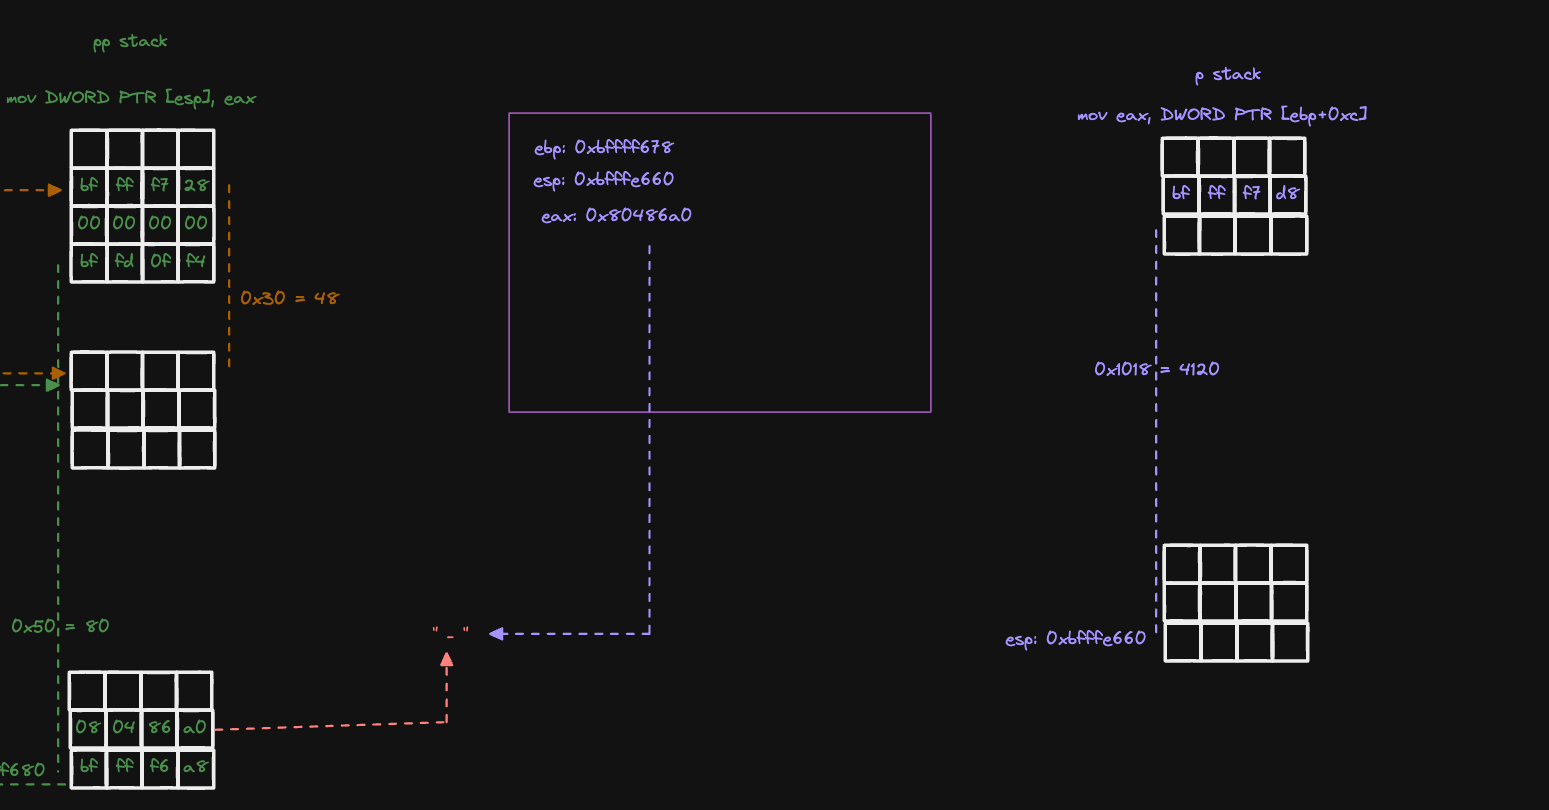 pp stack
mov DWORD PTR [esp], eax
bf ff f7 28
00 00 00 00
bf fd 0f f4
0x30 = 48
0x50 = 80
08 04 86 a0
bf ff f6 a8
f680
ebp: 0xbffff678
esp: 0xbfffe660
eax: 0x80486a0
" _ "
p stack
mov eax, DWORD PTR [ebp+0xc]
bf ff f7 d8
0x1018 = 4120
esp: 0xbfffe660